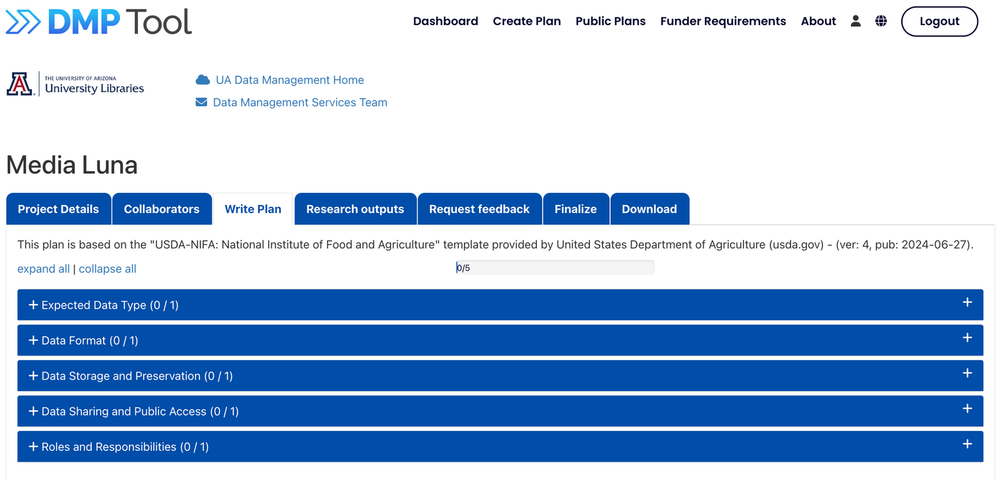 DMP Tool
Dashboard Create Plan Public Plans Funder Requirements About Logout
THE UNIVERSITY OF ARIZONA
University Libraries
UA Data Management Home
Data Management Services Team
Media Luna
Project Details Collaborators Write Plan Research outputs Request feedback Finalize Download
This plan is based on the "USDA-NIFA: National Institute of Food and Agriculture" template provided by United States Department of Agriculture (usda.gov) - (ver: 4, pub: 2024-06-27).
expand all | collapse all 0/5
+ Expected Data Type (0 / 1) +
+ Data Format (0 / 1) +
+ Data Storage and Preservation (0 / 1) +
+ Data Sharing and Public Access (0 / 1) +
+ Roles and Responsibilities (0 / 1) +